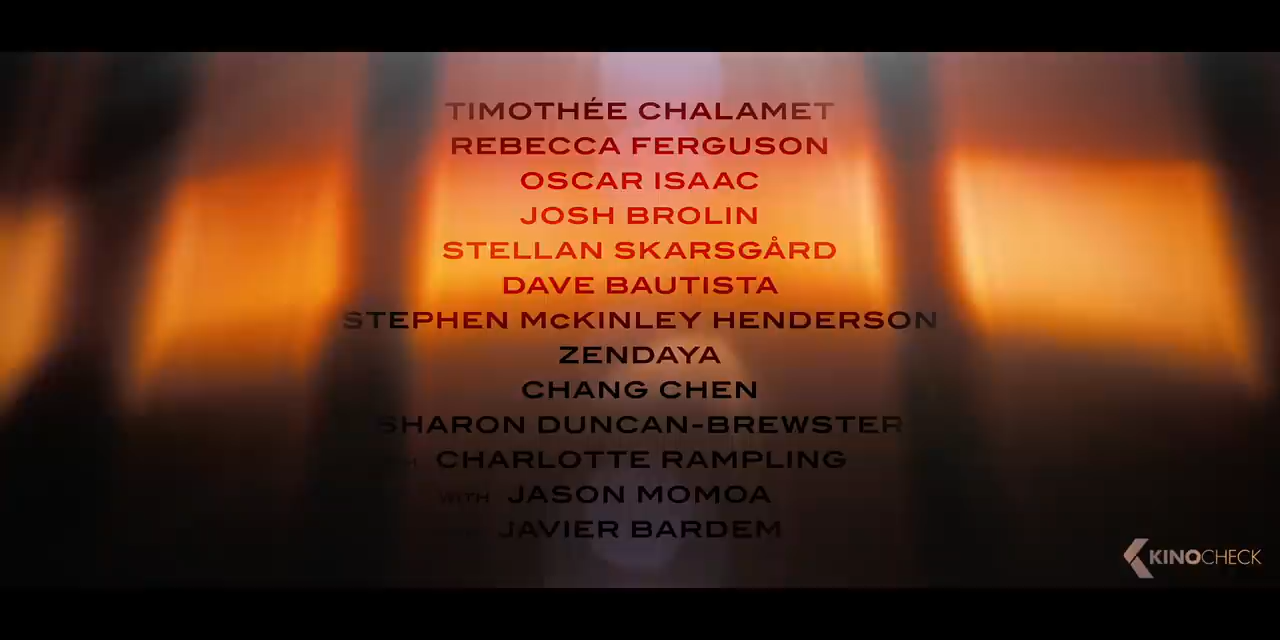 TIMOTHÉE CHALAMET
REBECCA FERGUSON
OSCAR ISAAC
JOSH BROLIN
STELLAN SKARSGÅRD
DAVE BAUTISTA
STEPHEN McKINLEY HENDERSON
ZENDAYA
CHANG CHEN
SHARON DUNCAN-BREWSTER
CHARLOTTE RAMPLING
WITH JASON MOMOA
JAVIER BARDEM
KINOCHECK